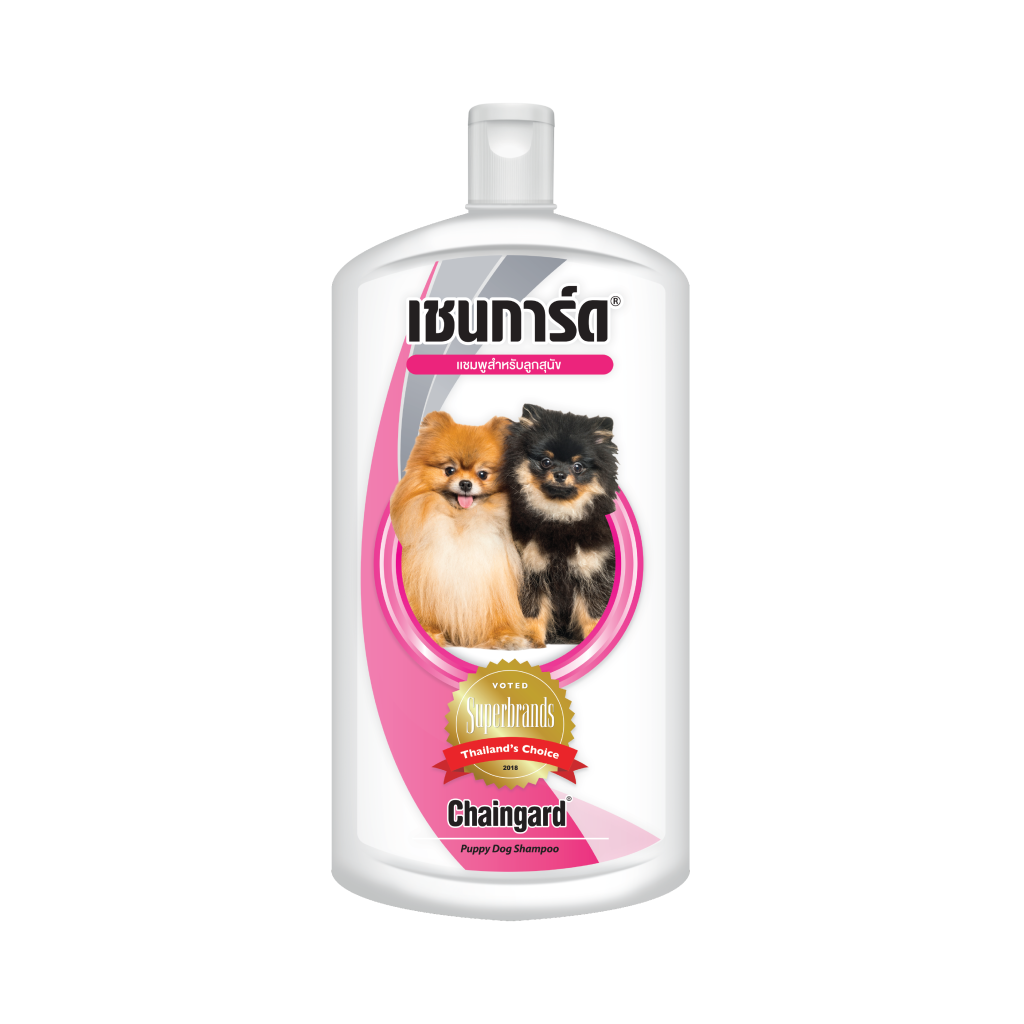 เชนการ์ด®
แชมพูสำหรับลูกสุนัข
VOTED
Superbrands
Thailand's Choice
2018
Chaingard®
Puppy Dog Shampoo